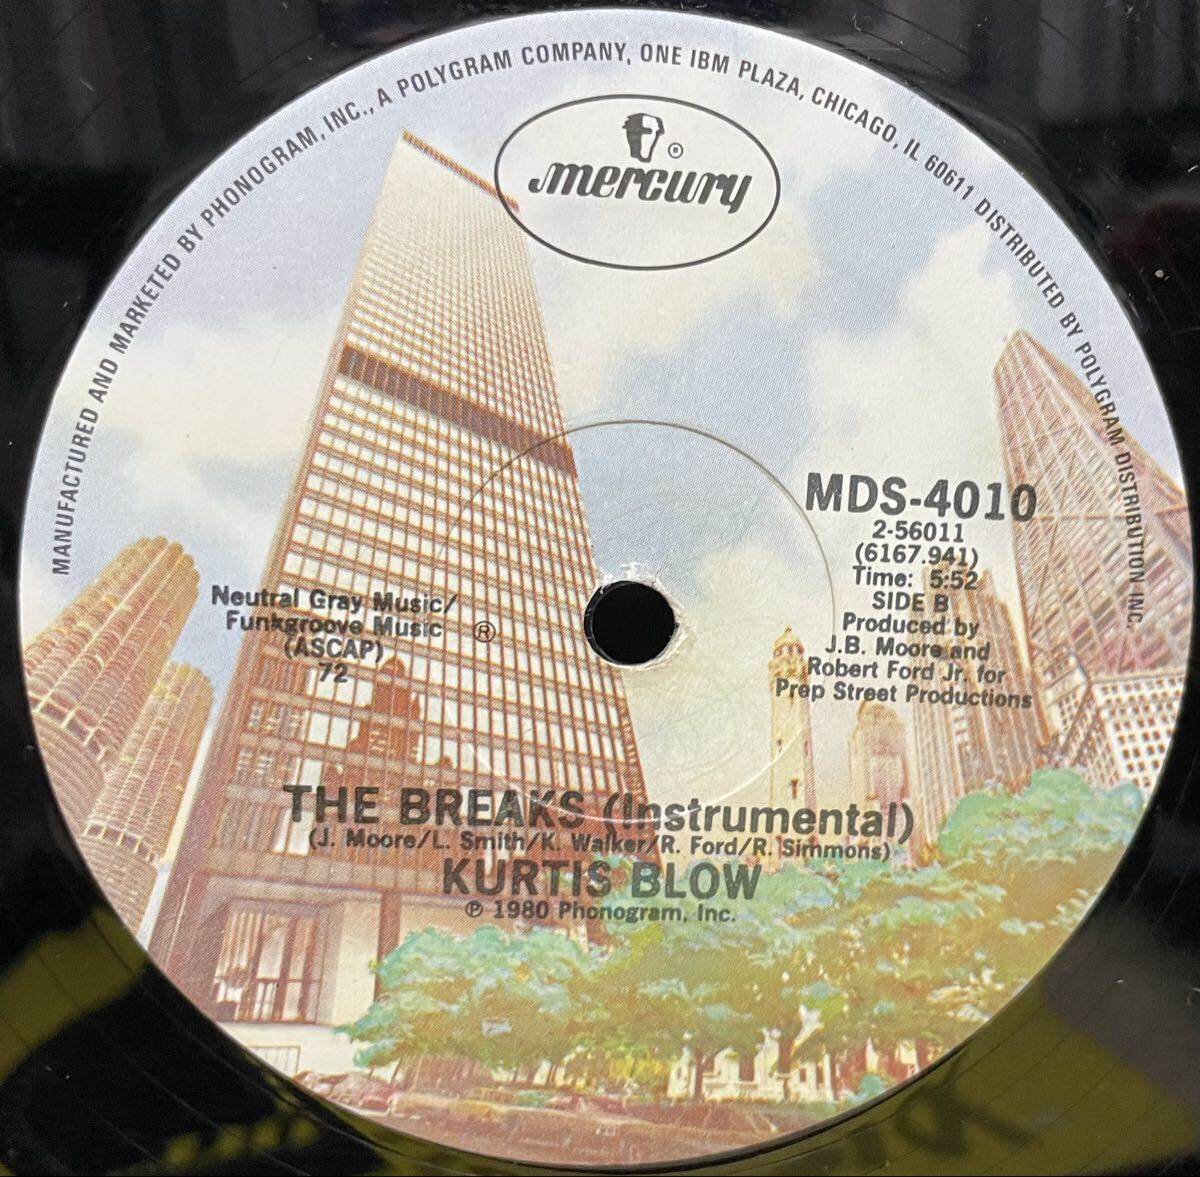 MANUFACTURED AND MARKETED BY PHONOGRAM, INC., A POLYGRAM COMPANY, ONE IBM PLAZA, CHICAGO, IL 60611 DISTRIBUTED BY POLYGRAM DISTRIBUTION INC.
®
mercury
MDS-4010
2-56011
(6167.941)
Time: 5:52
SIDE B
Produced by
J.B. Moore and
Robert Ford Jr. for
Prep Street Productions
Neutral Gray Music/
Funkgroove Music ®
(ASCAP)
72
THE BREAKS (Instrumental)
(J. Moore/L. Smith/K. Walker/R. Ford/R. Simmons)
KURTIS BLOW
℗ 1980 Phonogram, Inc.